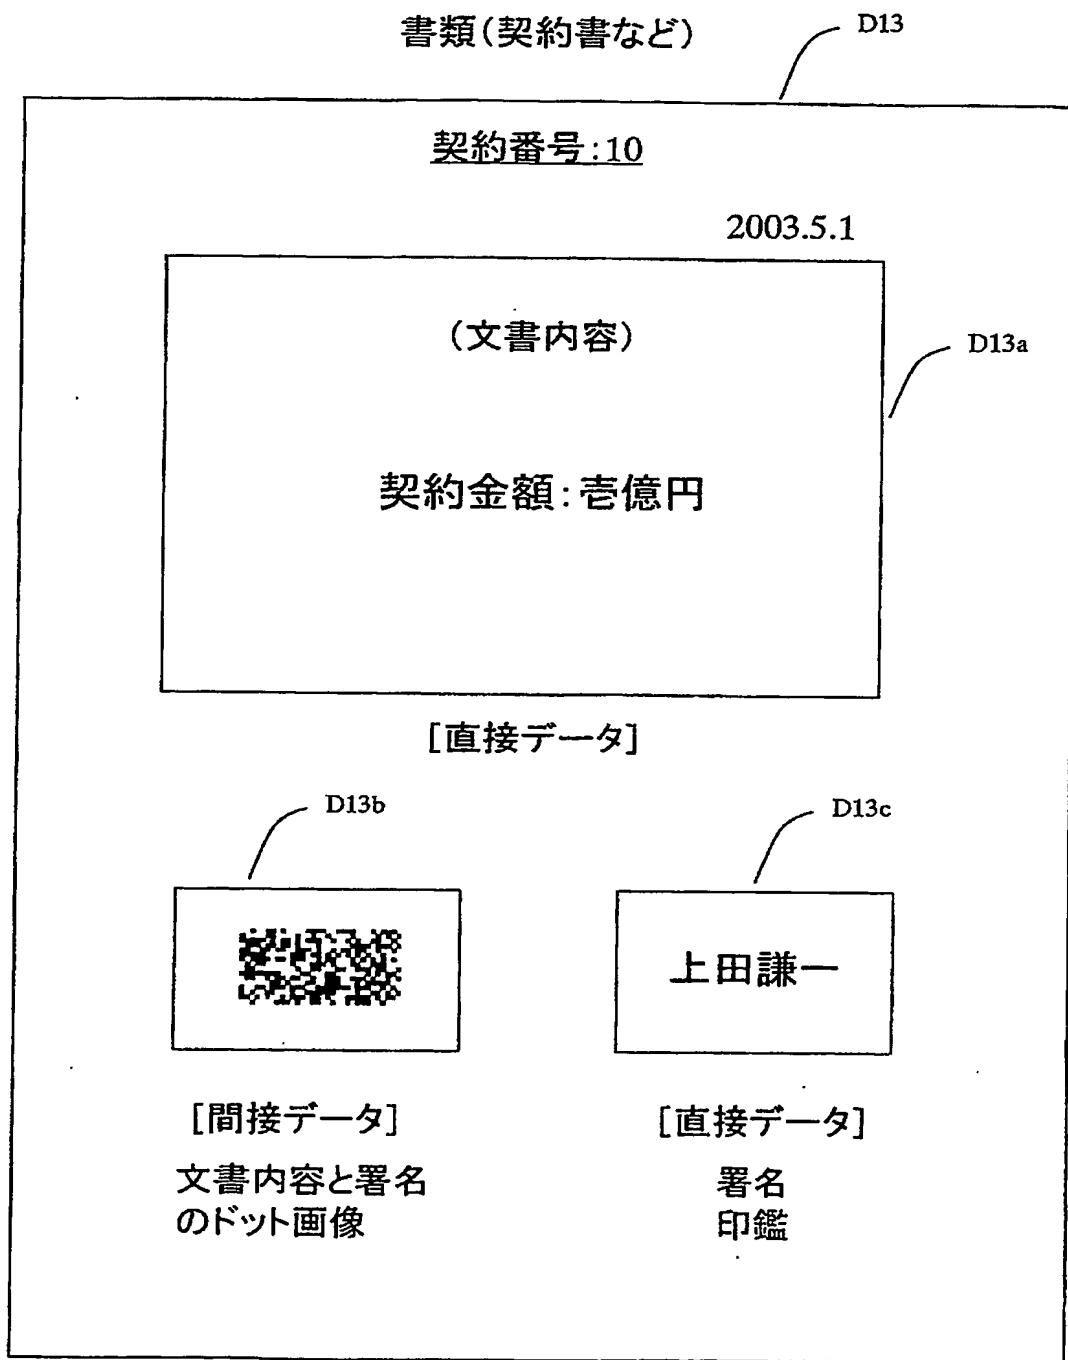 書類(契約書など)
D13
契約番号:10
2003.5.1
(文書内容)
D13a
契約金額:壱億円
[直接データ]
D13b
D13c
上田謙一
[間接データ]
文書内容と署名
のドット画像
[直接データ]
署名
印鑑